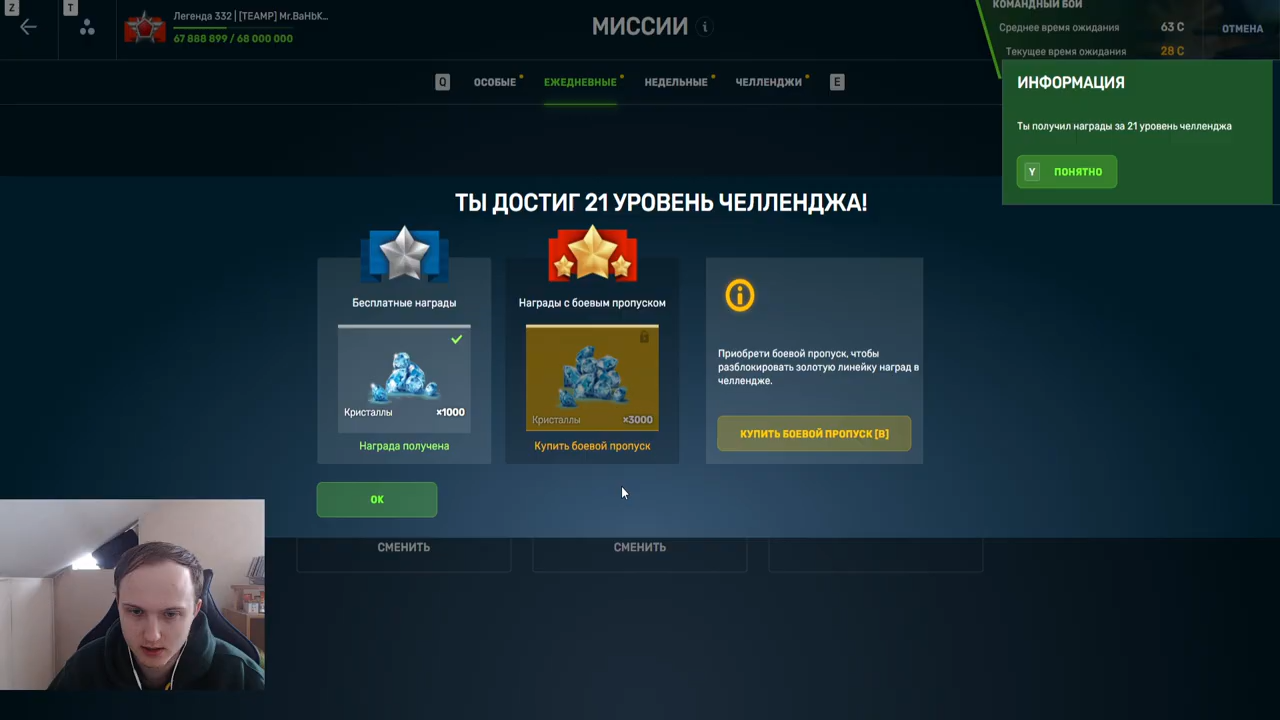 Z
T
Легенда 332 | [TEAMP] Mr.BaHbK...
67 888 899 / 68 000 000
МИССИИ
КОМАНДНЫЙ БОЙ
Среднее время ожидания 63 С
Текущее время ожидания 28 С
ОТМЕНА
Q ОСОБЫЕ ЕЖЕДНЕВНЫЕ НЕДЕЛЬНЫЕ ЧЕЛЛЕНДЖИ E
ИНФОРМАЦИЯ
Ты получил награды за 21 уровень челленджа
Y ПОНЯТНО
ТЫ ДОСТИГ 21 УРОВЕНЬ ЧЕЛЛЕНДЖА!
Бесплатные награды
Кристаллы ×1000
Награда получена
Награды с боевым пропуском
Кристаллы ×3000
Купить боевой пропуск
Приобрети боевой пропуск, чтобы
разблокировать золотую линейку наград в
челлендже.
КУПИТЬ БОЕВОЙ ПРОПУСК [B]
ОК
СМЕНИТЬ
СМЕНИТЬ